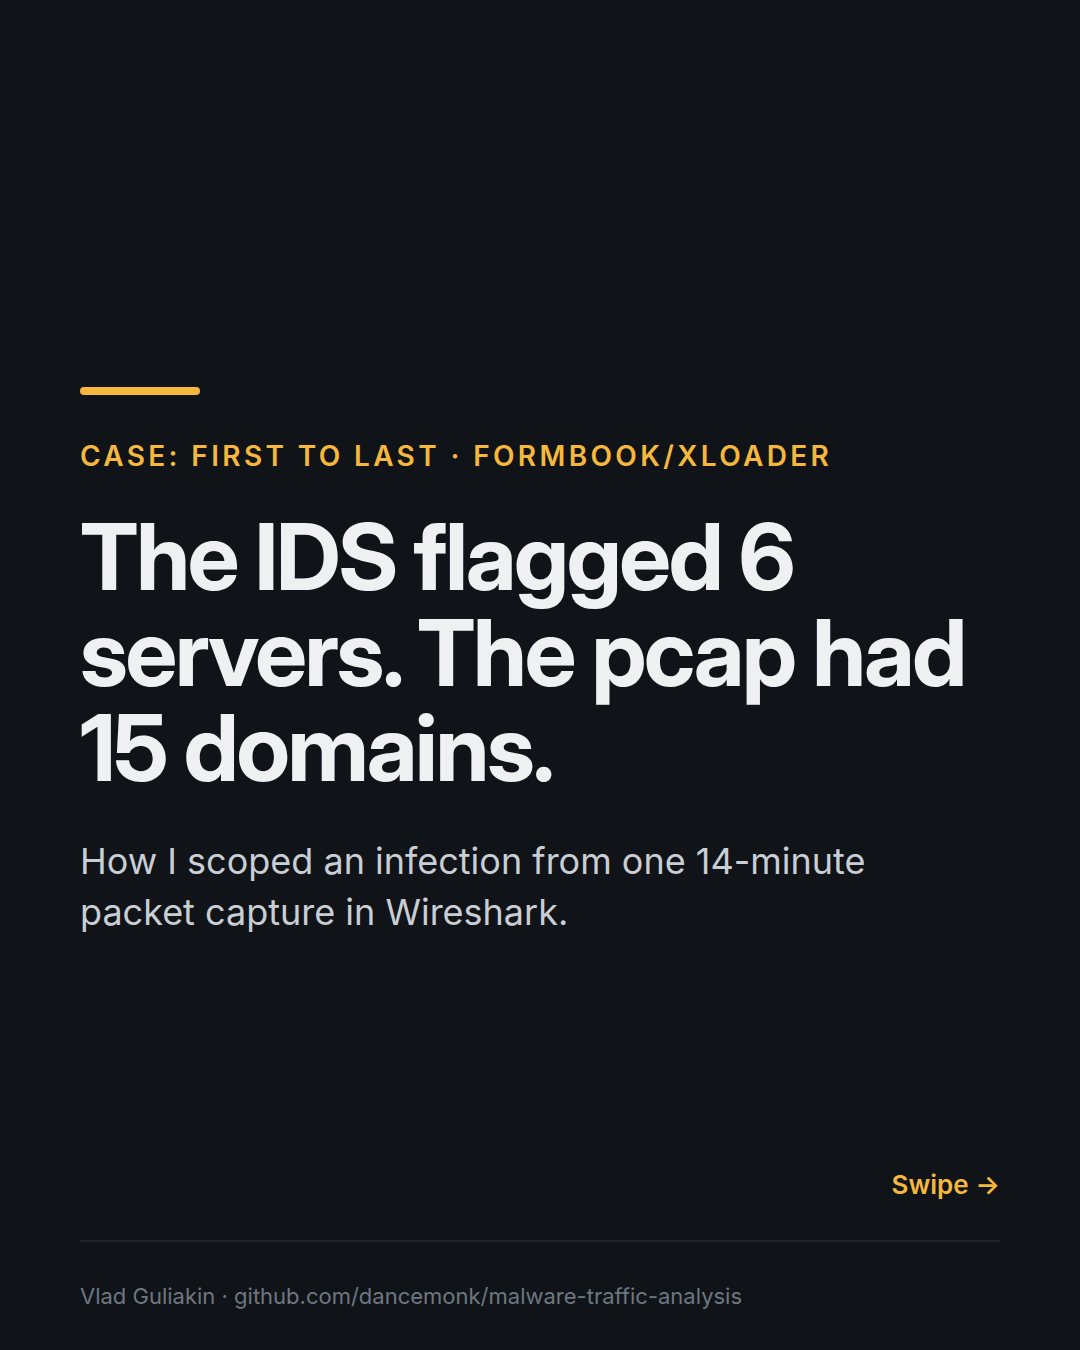 CASE: FIRST TO LAST · FORMBOOK/XLOADER
The IDS flagged 6
servers. The pcap had
15 domains.
How I scoped an infection from one 14-minute
packet capture in Wireshark.
Swipe →
Vlad Guliakin · github.com/dancemonk/malware-traffic-analysis